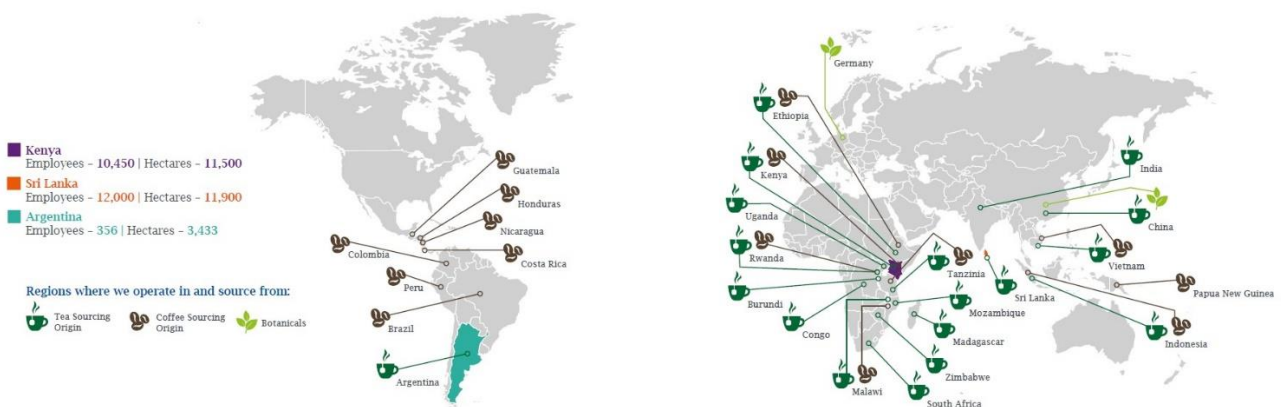 Kenya
Employees – 10,450 | Hectares – 11,500
Sri Lanka
Employees – 12,000 | Hectares – 11,900
Argentina
Employees – 356 | Hectares – 3,433
Regions where we operate in and source from:
Tea Sourcing
Origin
Coffee Sourcing
Origin
Botanicals
Guatemala
Honduras
Nicaragua
Costa Rica
Colombia
Peru
Brazil
Argentina
Germany
Ethiopia
Kenya
Uganda
Rwanda
Burundi
Congo
Malawi
South Africa
Zimbabwe
Madagascar
Mozambique
Tanzania
Sri Lanka
India
China
Vietnam
Papua New Guinea
Indonesia